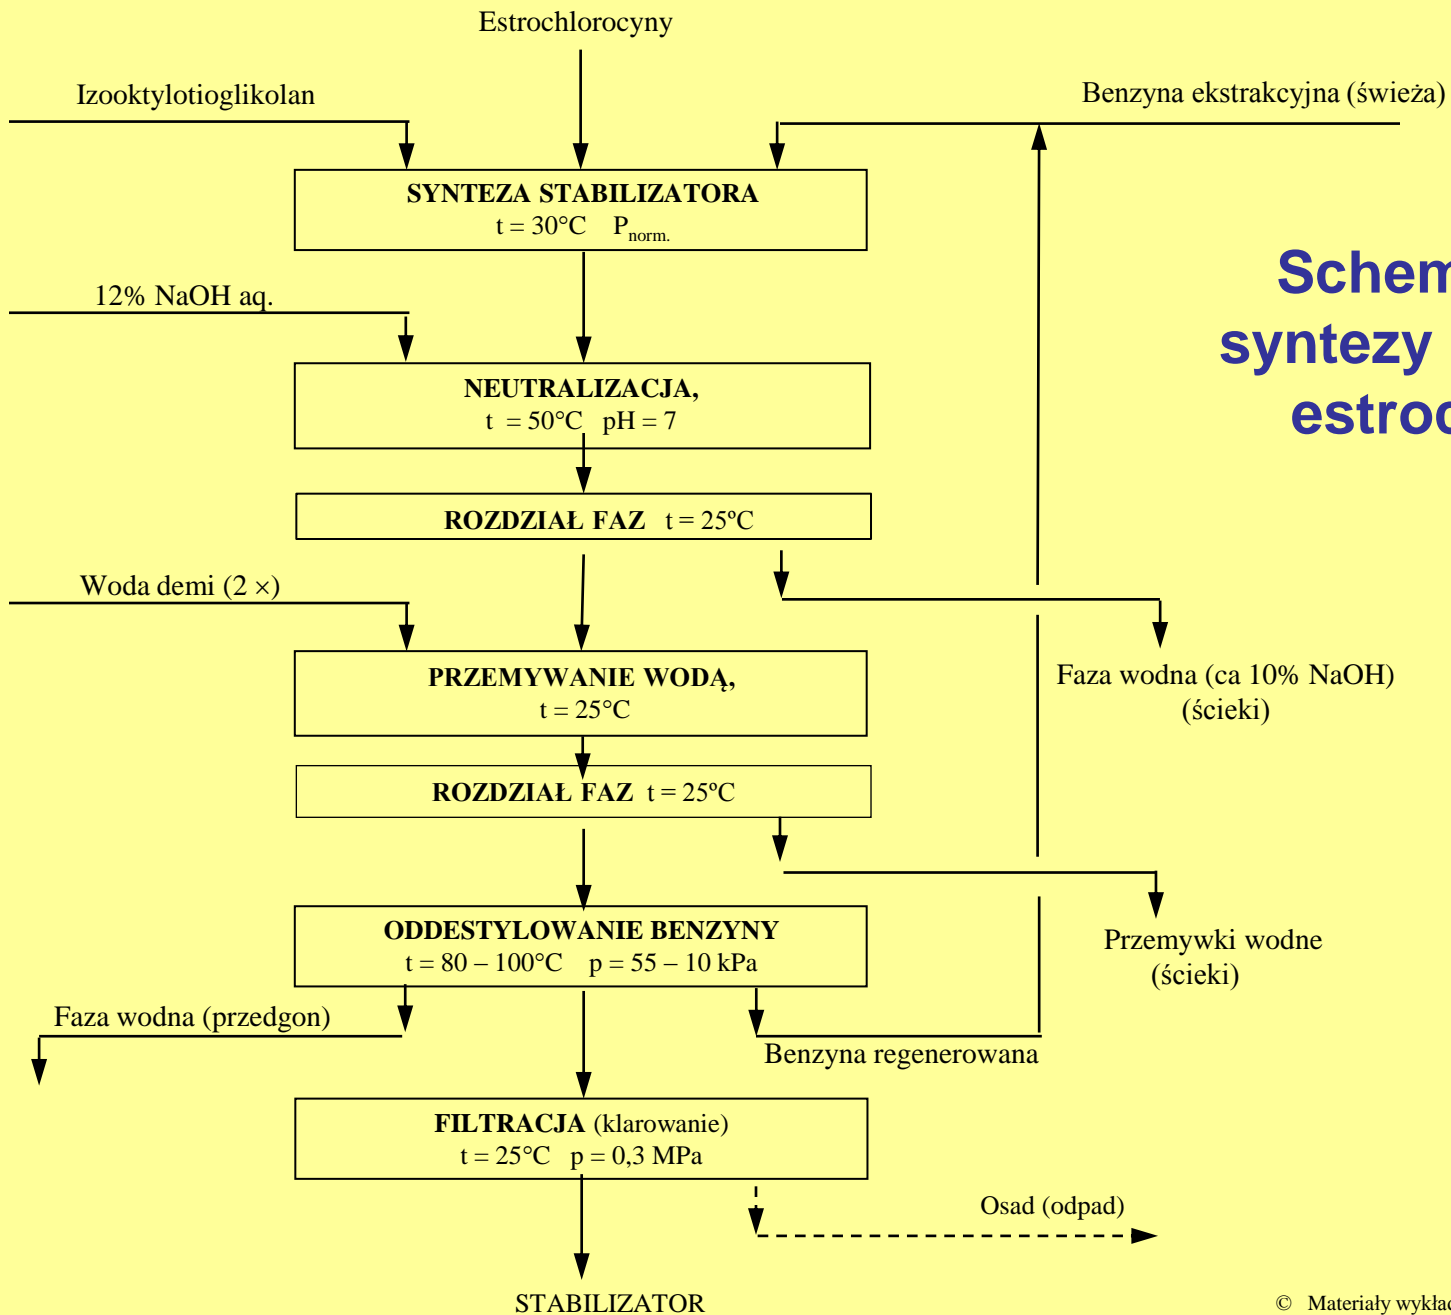 Estrochlorocyny
Izooktylotioglikolan
Benzyna ekstrakcyjna (świeża)
SYNTEZA STABILIZATORA
t = 30°C P norm.
Schem
syntezy
estroc
12% NaOH aq.
NEUTRALIZACJA,
t = 50°C pH = 7
ROZDZIAŁ FAZ t = 25ºC
Woda demi (2 ×)
PRZEMYWANIE WODĄ,
t = 25°C
Faza wodna (ca 10% NaOH)
(ścieki)
ROZDZIAŁ FAZ t = 25ºC
ODDESTYLOWANIE BENZYNY
t = 80 – 100°C p = 55 – 10 kPa
Przemywki wodne
(ścieki)
Faza wodna (przedgon)
Benzyna regenerowana
FILTRACJA (klarowanie)
t = 25°C p = 0,3 MPa
Osad (odpad)
STABILIZATOR
© Materiały wykła